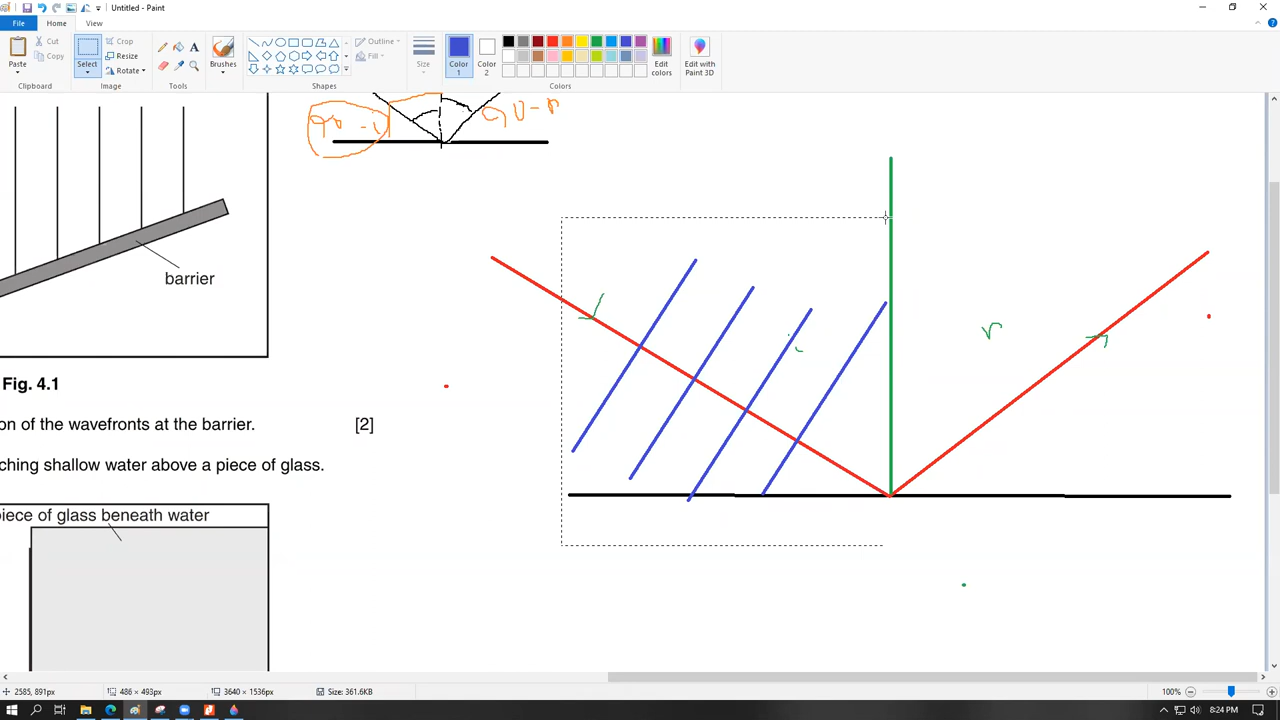 Untitled - Paint
File
Home
View
Paste
Cut
Copy
Clipboard
Select
Crop
Resize
Rotate
Image
Tools
Brushes
Shapes
Outline
Fill
Size
Color 1
Color 2
Colors
Edit colors
Edit with Paint 3D
90 - i
90 - r
barrier
Fig. 4.1
on of the wavefronts at the barrier. [2]
ching shallow water above a piece of glass.
piece of glass beneath water
i
r
2585, 891px
486 × 493px
3640 × 1536px
Size: 361.6KB
100%
8:24 PM